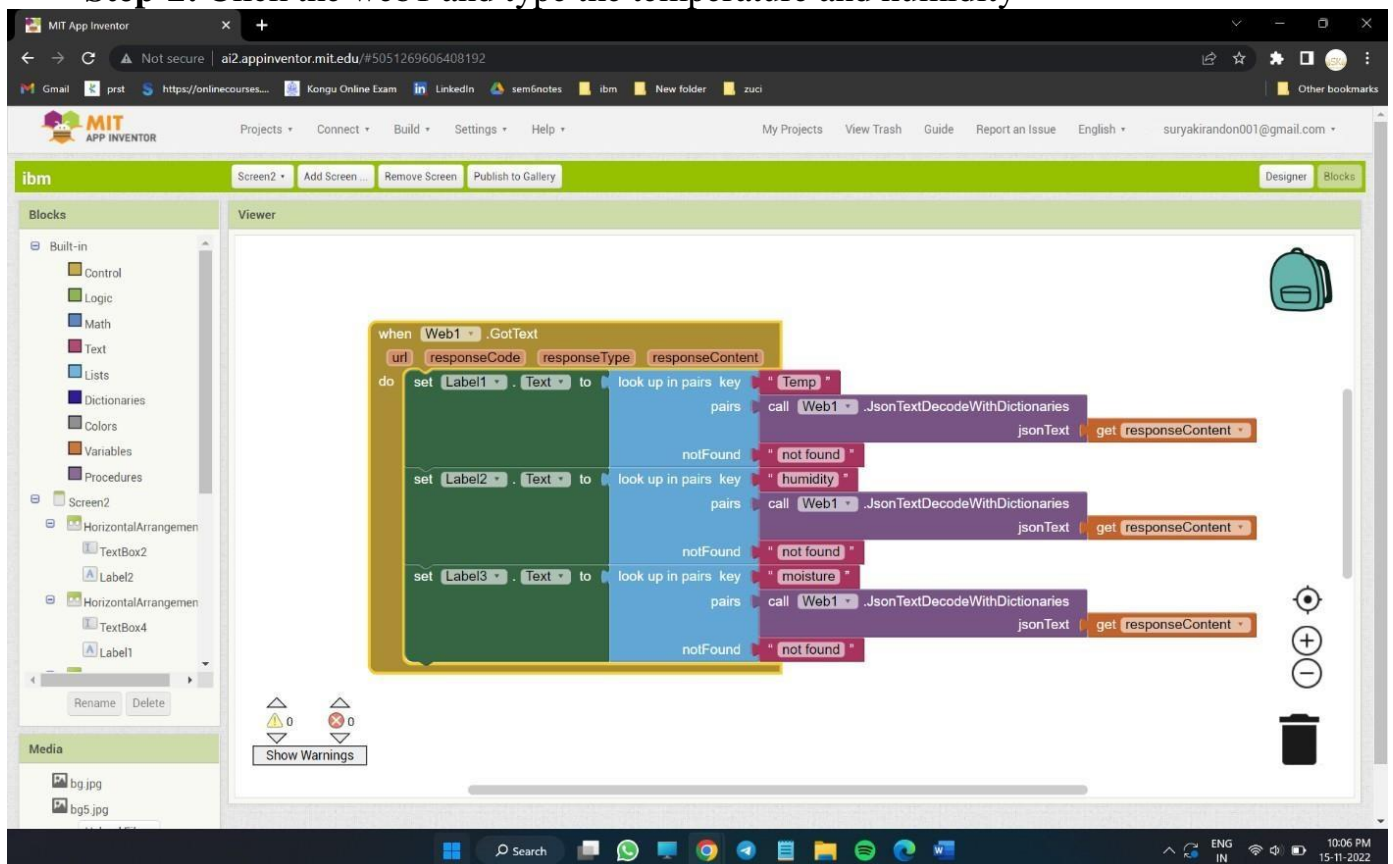 Step-2: Click the web1 and type the temperature and humidity
MIT App Inventor
Not secure | ai2.appinventor.mit.edu/#5051269606408192
Gmail prst https://onlinecourses.... Kongu Online Exam LinkedIn sem6notes ibm New folder zuci Other bookmarks
MIT
APP INVENTOR
Projects Connect Build Settings Help My Projects View Trash Guide Report an Issue English suryakirandon001@gmail.com
ibm Screen2 Add Screen ... Remove Screen Publish to Gallery Designer Blocks
Blocks Viewer
Built-in
Control
Logic
Math
Text
Lists
Dictionaries
Colors
Variables
Procedures
Screen2
HorizontalArrangemen
TextBox2
Label2
HorizontalArrangemen
TextBox4
Label1
Rename Delete
Media
bg.jpg
bg5.jpg
when Web1 .GotText
url responseCode responseType responseContent
do set Label1 . Text to look up in pairs key " Temp "
pairs call Web1 .JsonTextDecodeWithDictionaries
jsonText get responseContent
notFound " not found "
set Label2 . Text to look up in pairs key " humidity "
pairs call Web1 .JsonTextDecodeWithDictionaries
jsonText get responseContent
notFound " not found "
set Label3 . Text to look up in pairs key " moisture "
pairs call Web1 .JsonTextDecodeWithDictionaries
jsonText get responseContent
notFound " not found "
0 0
Show Warnings
Search
ENG
IN
10:06 PM
15-11-2022